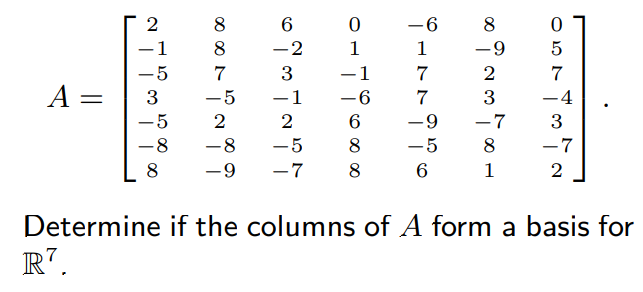 2 8 6 0 −6 8 0
−1 8 −2 1 1 −9 5
−5 7 3 −1 7 2 7
A = 3 −5 −1 −6 7 3 −4 .
−5 2 2 6 −9 −7 3
−8 −8 −5 8 −5 8 −7
8 −9 −7 8 6 1 2
Determine if the columns of A form a basis for
ℝ⁷.